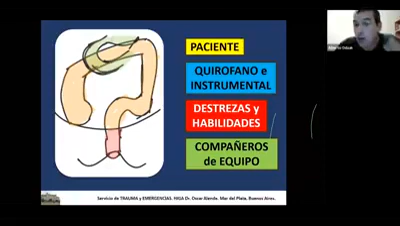 PACIENTE
QUIROFANO e
INSTRUMENTAL
DESTREZAS y
HABILIDADES
COMPAÑEROS
de EQUIPO
Servicio de TRAUMA y EMERGENCIAS. HIGA Dr. Oscar Alende. Mar del Plata. Buenos Aires.